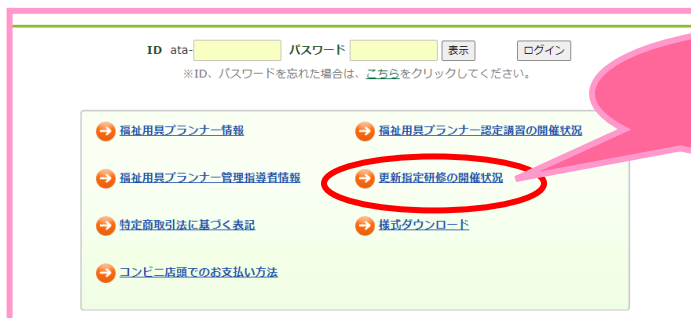 ID ata- パスワード 表示 ログイン
※ID、パスワードを忘れた場合は、こちらをクリックしてください。
福祉用具プランナー情報 福祉用具プランナー認定講習の開催状況
福祉用具プランナー管理指導者情報 更新指定研修の開催状況
特定商取引法に基づく表記 様式ダウンロード
コンビニ店頭でのお支払い方法